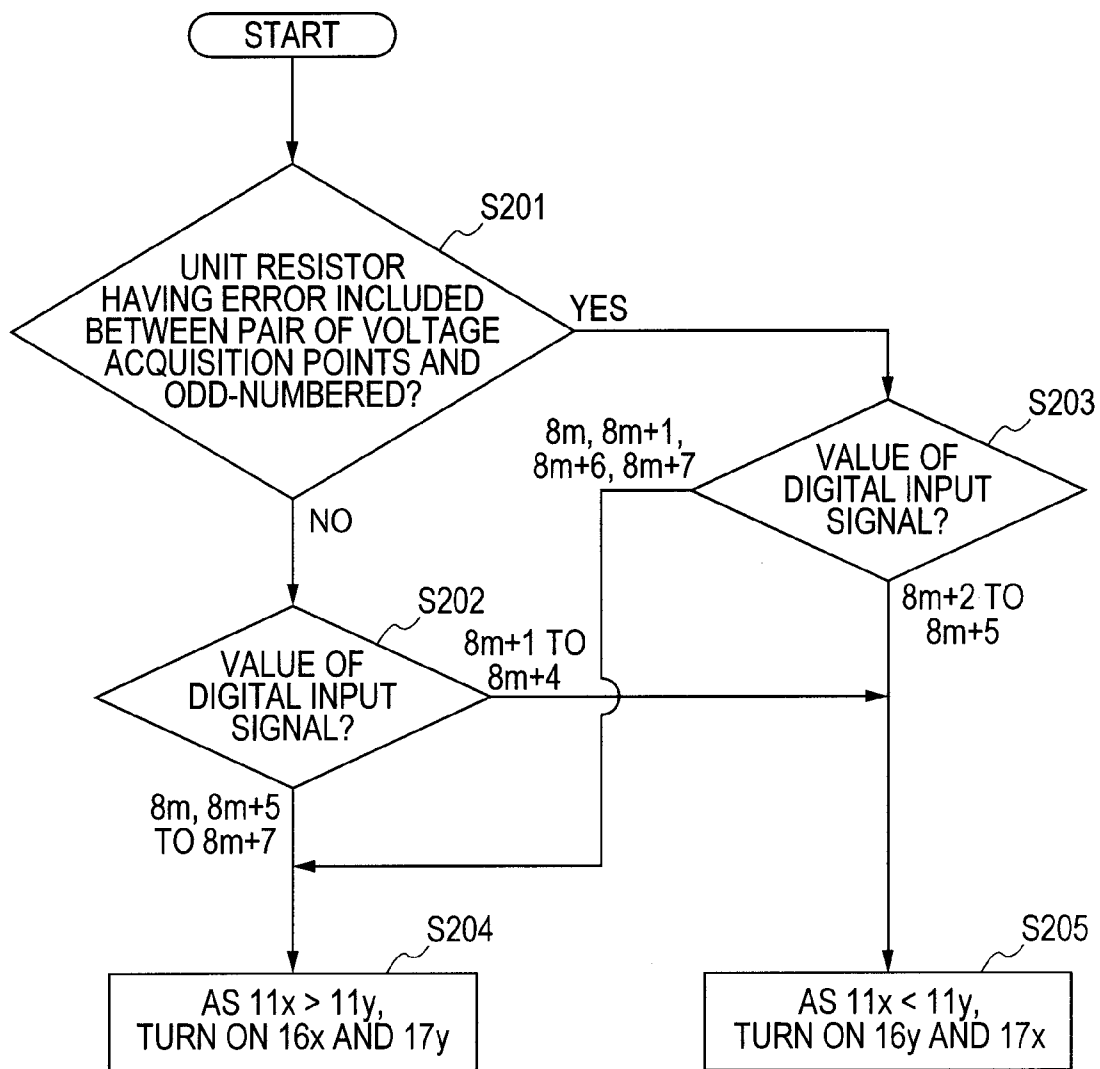 START
S201
UNIT RESISTOR
HAVING ERROR INCLUDED
BETWEEN PAIR OF VOLTAGE
ACQUISITION POINTS AND
ODD-NUMBERED?
YES
NO
S203
VALUE OF
DIGITAL INPUT
SIGNAL?
8m, 8m+1,
8m+6, 8m+7
8m+2 TO
8m+5
S202
VALUE OF
DIGITAL INPUT
SIGNAL?
8m+1 TO
8m+4
8m, 8m+5
TO 8m+7
S204
AS 11x > 11y,
TURN ON 16x AND 17y
S205
AS 11x < 11y,
TURN ON 16y AND 17x